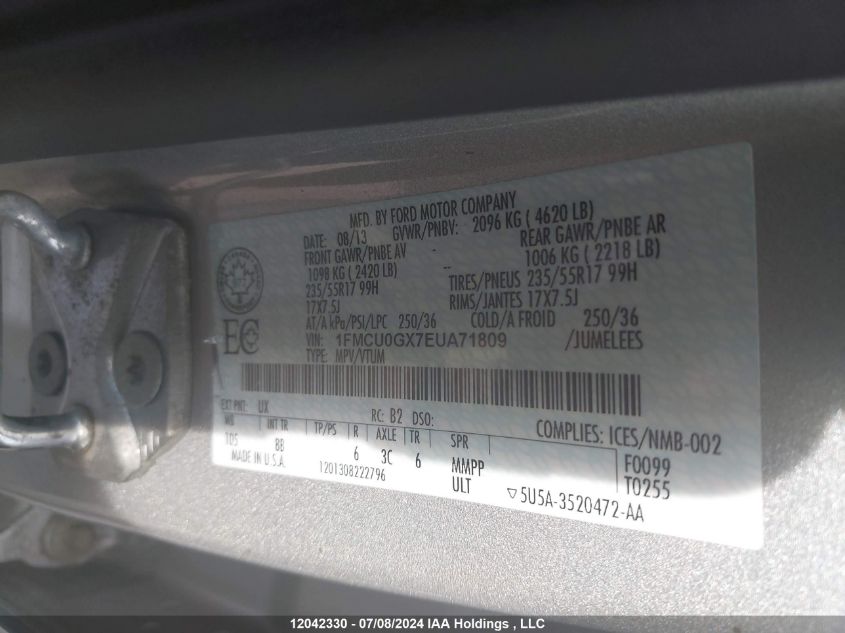 MFD. BY FORD MOTOR COMPANY
DATE: 08/13 GVWR/PNBV: 2096 KG ( 4620 LB)
FRONT GAWR/PNBE AV REAR GAWR/PNBE AR
1098 KG ( 2420 LB) 1006 KG ( 2218 LB)
235/55R17 99H TIRES/PNEUS 235/55R17 99H
17X7.5J RIMS/JANTES 17X7.5J
AT/A kPa/PSI/LPC 250/36 COLD/A FROID 250/36
VIN: 1FMCU0GX7EUA71809 /JUMELEES
TYPE: MPV/VTUM
EXT PNT: UX RC: B2 DSO:
WB INT TR TP/PS R AXLE TR SPR COMPLIES: ICES/NMB-002
105 8B 6 3C 6 MMPP F0099
MADE IN U.S.A. ULT T0255
1201308222796 5U5A-3520472-AA
12042330 - 07/08/2024 IAA Holdings, LLC